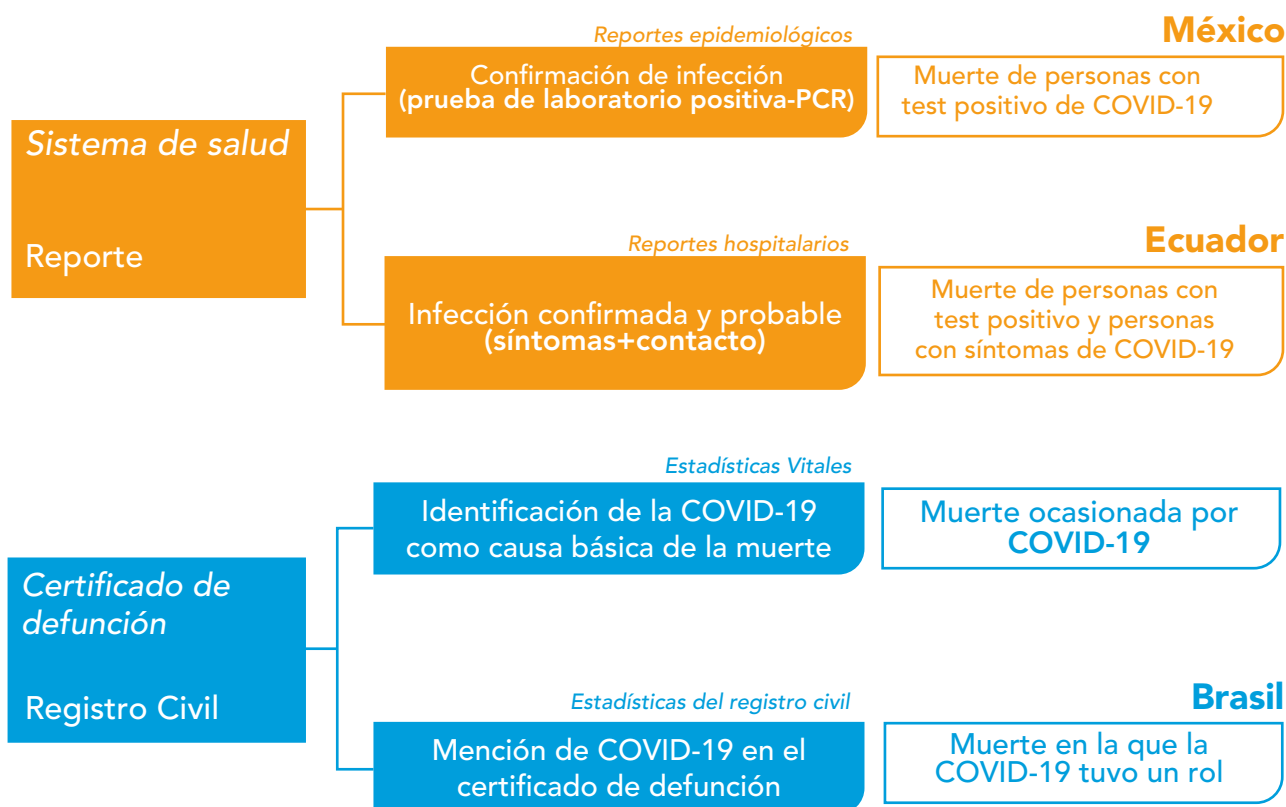 Reportes epidemiológicos
México
Confirmación de infección
(prueba de laboratorio positiva-PCR)
Muerte de personas con
test positivo de COVID-19
Sistema de salud
Reporte
Reportes hospitalarios
Ecuador
Infección confirmada y probable
(síntomas+contacto)
Muerte de personas con
test positivo y personas
con síntomas de COVID-19
Estadísticas Vitales
Identificación de la COVID-19
como causa básica de la muerte
Muerte ocasionada por
COVID-19
Certificado de
defunción
Registro Civil
Estadísticas del registro civil
Brasil
Mención de COVID-19 en el
certificado de defunción
Muerte en la que la
COVID-19 tuvo un rol